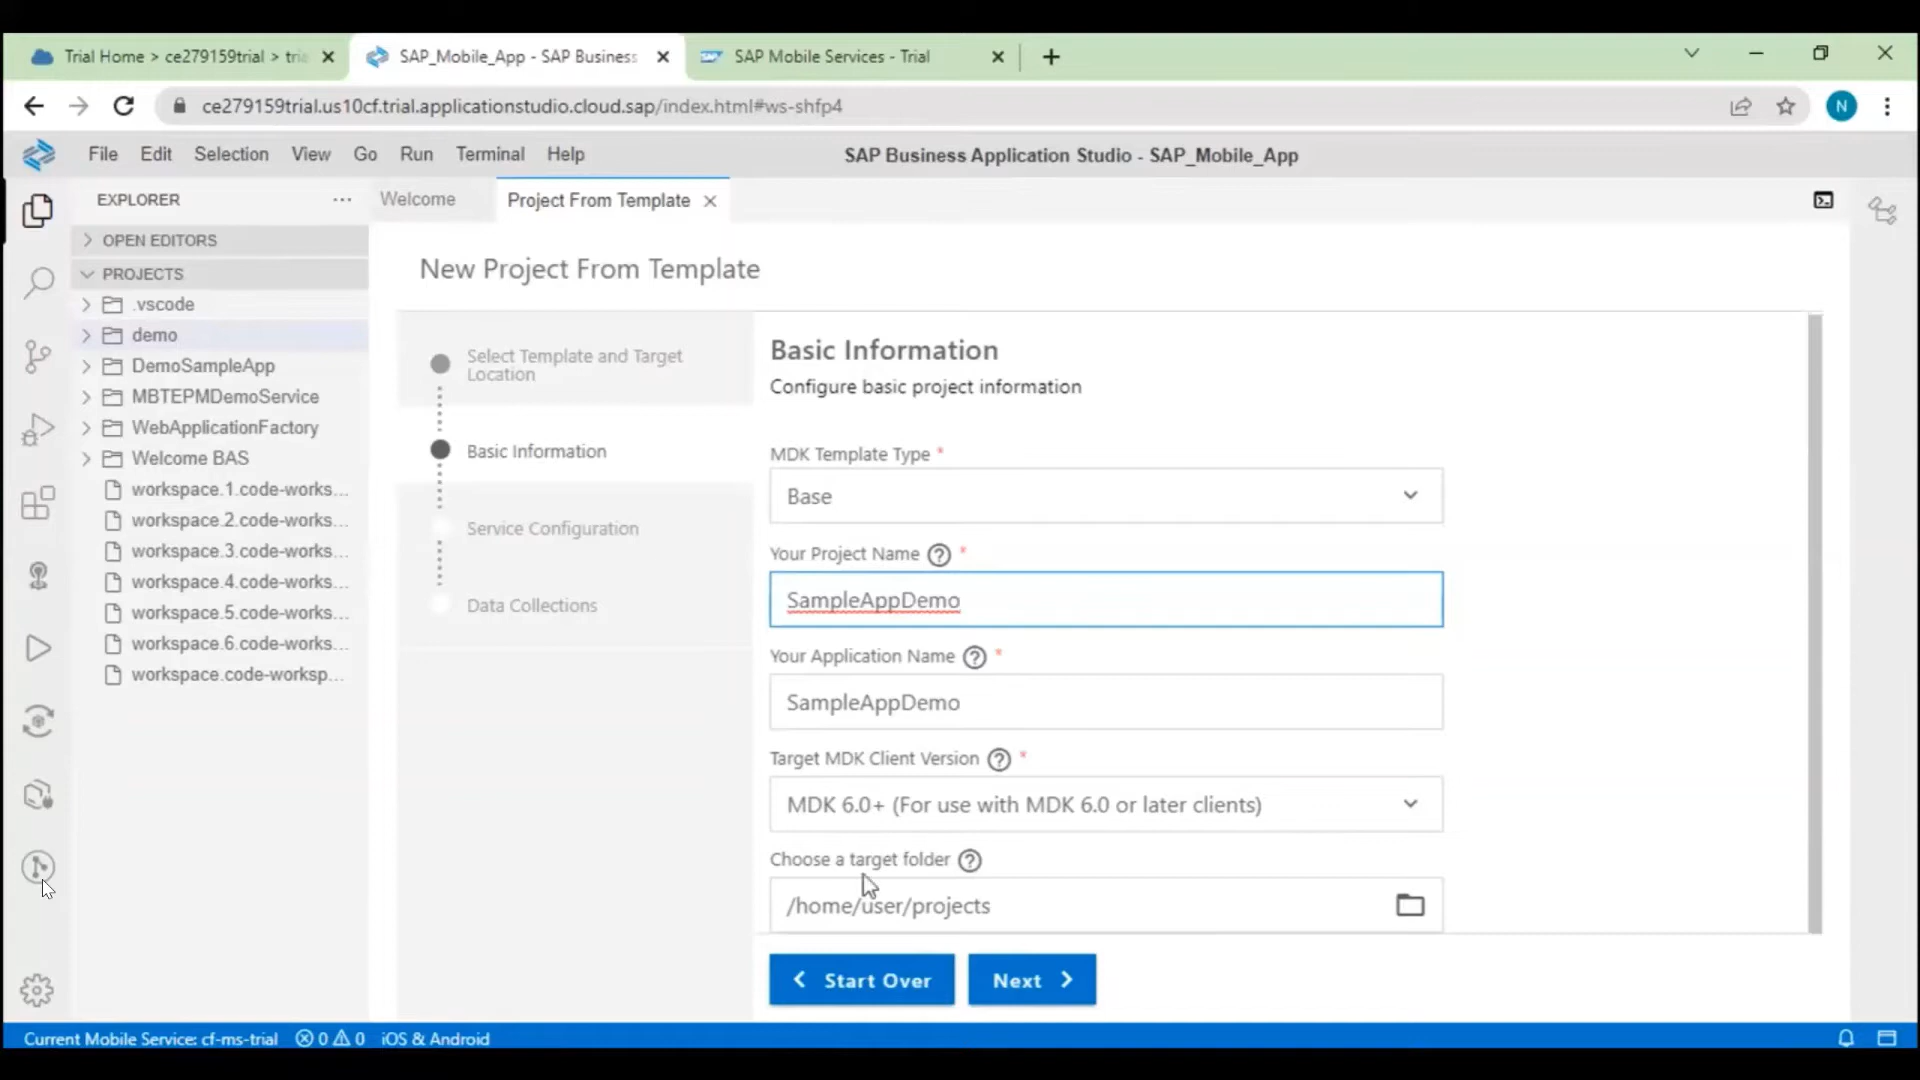 Trial Home > ce279159trial > tria
SAP_Mobile_App - SAP Business
SAP Mobile Services - Trial
ce279159trial.us10cf.trial.applicationstudio.cloud.sap/index.html#ws-shfp4
N
File Edit Selection View Go Run Terminal Help
SAP Business Application Studio - SAP_Mobile_App
EXPLORER
Welcome
Project From Template
OPEN EDITORS
PROJECTS
.vscode
demo
DemoSampleApp
MBTEPMDemoService
WebApplicationFactory
Welcome BAS
workspace.1.code-works...
workspace.2.code-works...
workspace.3.code-works...
workspace.4.code-works...
workspace.5.code-works...
workspace.6.code-works...
workspace.code-worksp...
New Project From Template
Select Template and Target
Location
Basic Information
Service Configuration
Data Collections
Basic Information
Configure basic project information
MDK Template Type *
Base
Your Project Name ? *
SampleAppDemo
Your Application Name ? *
SampleAppDemo
Target MDK Client Version ? *
MDK 6.0+ (For use with MDK 6.0 or later clients)
Choose a target folder ?
/home/user/projects
Start Over
Next
Current Mobile Service: cf-ms-trial 0 0 iOS & Android